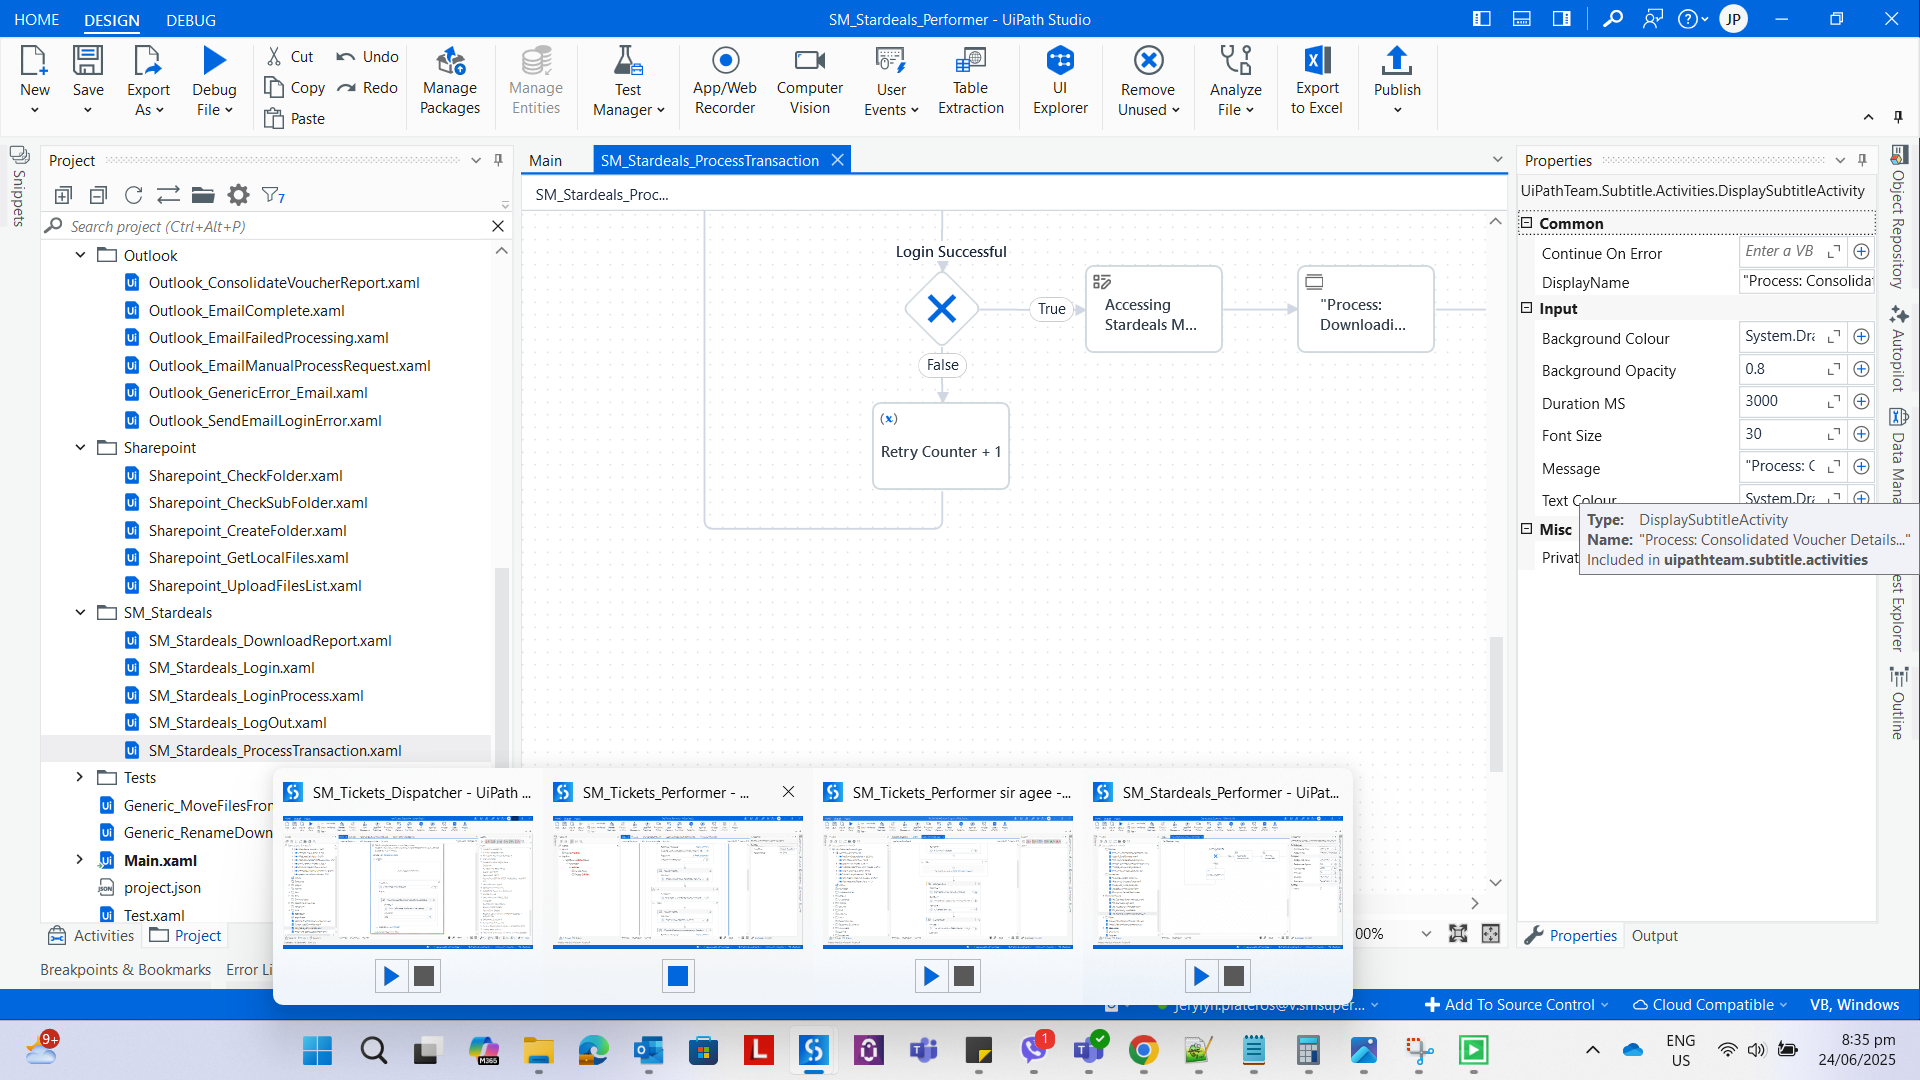 HOME
DESIGN
DEBUG
SM_Stardeals_Performer - UiPath Studio
JP
New
Save
Export As
Debug File
Cut
Copy
Paste
Undo
Redo
Manage Packages
Manage Entities
Test Manager
App/Web Recorder
Computer Vision
User Events
Table Extraction
UI Explorer
Remove Unused
Analyze File
Export to Excel
Publish
Snippets
Project
7
Search project (Ctrl+Alt+P)
Outlook
Outlook_ConsolidateVoucherReport.xaml
Outlook_EmailComplete.xaml
Outlook_EmailFailedProcessing.xaml
Outlook_EmailManualProcessRequest.xaml
Outlook_GenericError_Email.xaml
Outlook_SendEmailLoginError.xaml
Sharepoint
Sharepoint_CheckFolder.xaml
Sharepoint_CheckSubFolder.xaml
Sharepoint_CreateFolder.xaml
Sharepoint_GetLocalFiles.xaml
Sharepoint_UploadFilesList.xaml
SM_Stardeals
SM_Stardeals_DownloadReport.xaml
SM_Stardeals_Login.xaml
SM_Stardeals_LoginProcess.xaml
SM_Stardeals_LogOut.xaml
SM_Stardeals_ProcessTransaction.xaml
Tests
Generic_MoveFilesFron
Generic_RenameDown
Main.xaml
project.json
Test.xaml
Activities
Project
Breakpoints & Bookmarks
Error Li
Main
SM_Stardeals_ProcessTransaction
SM_Stardeals_Proc...
Login Successful
True
False
Accessing
Stardeals M...
"Process:
Downloadi...
(x)
Retry Counter + 1
Properties
UiPathTeam.Subtitle.Activities.DisplaySubtitleActivity
Common
Continue On Error
Enter a VB
DisplayName
"Process: Consolidat
Input
Background Colour
System.Dra
Background Opacity
0.8
Duration MS
3000
Font Size
30
Message
"Process: C
Text Colour
System.Dra
Misc
Privat
Type: DisplaySubtitleActivity
Name: "Process: Consolidated Voucher Details..."
Included in uipathteam.subtitle.activities
Object Repository
Autopilot
Data Mana
est Explorer
Outline
Properties
Output
00%
SM_Tickets_Dispatcher - UiPath ...
SM_Tickets_Performer - ...
SM_Tickets_Performer sir agee -...
SM_Stardeals_Performer - UiPat...
jerylyn.plateros@v.smsuper...
Add To Source Control
Cloud Compatible
VB, Windows
9+
M365
1
ENG
US
8:35 pm
24/06/2025